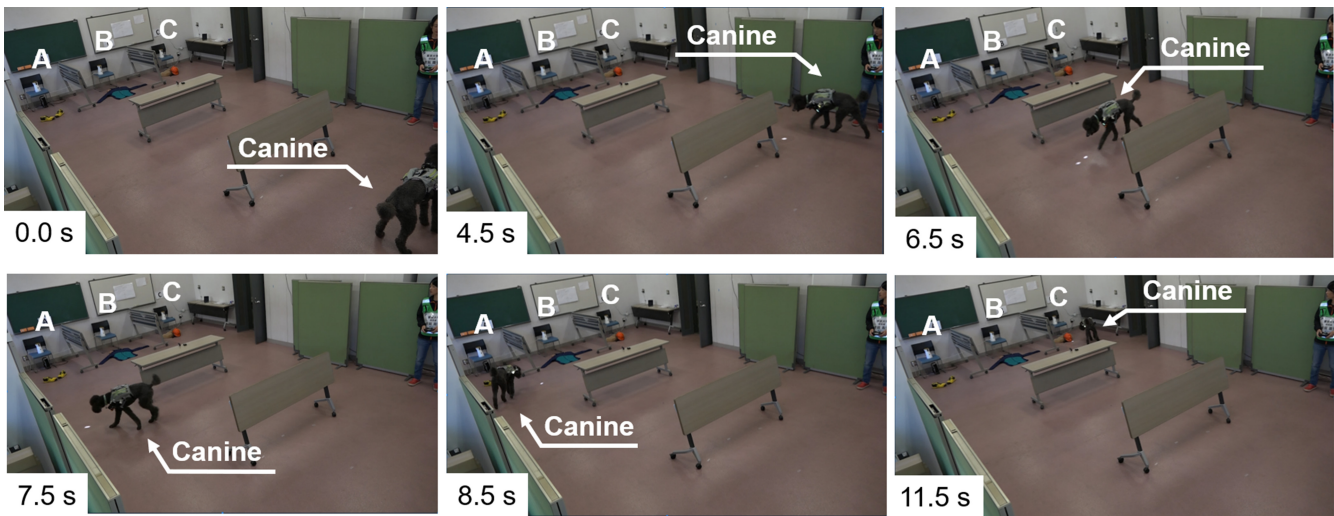 A B C
Canine
0.0 s
A B C
Canine
4.5 s
A B C
Canine
6.5 s
A B C
Canine
7.5 s
A B C
Canine
8.5 s
A B C
Canine
11.5 s